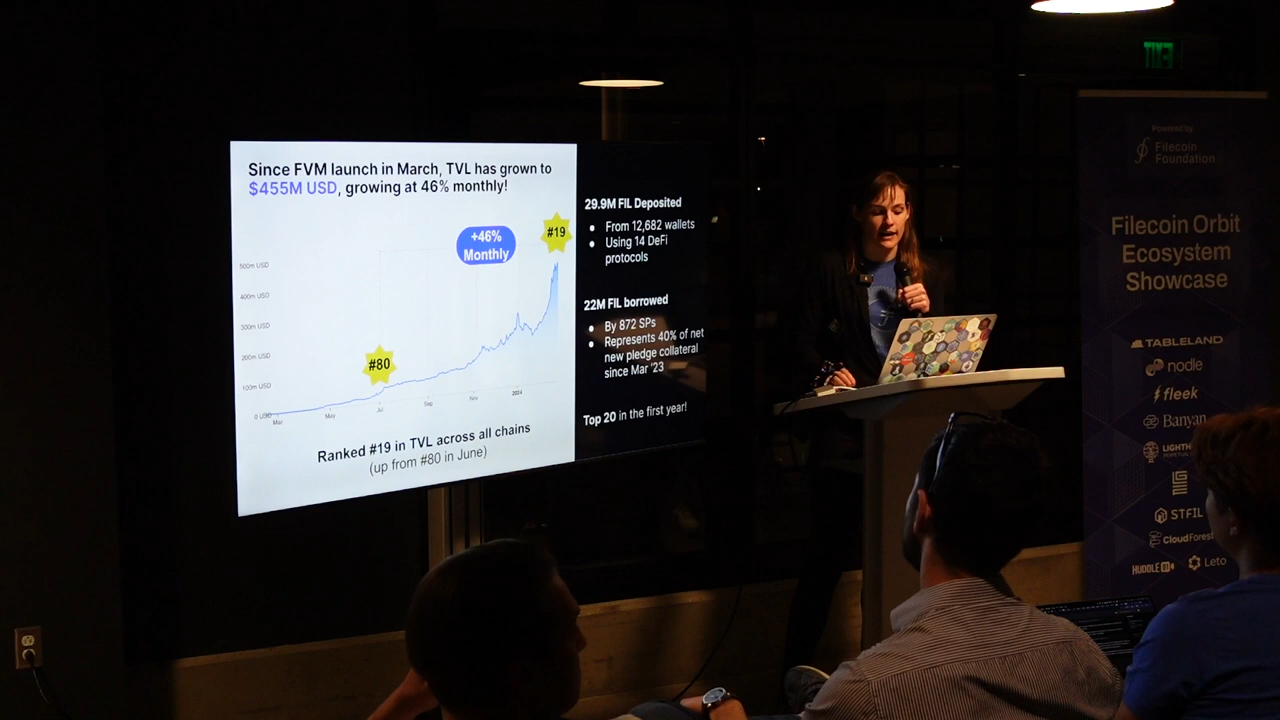 Since FVM launch in March, TVL has grown to
$455M USD, growing at 46% monthly!
+46%
Monthly
#19
#80
500m USD
400m USD
300m USD
200m USD
100m USD
0 USD
Mar
May
Jul
Sep
Nov
2024
Ranked #19 in TVL across all chains
(up from #80 in June)
29.9M FIL Deposited
From 12,682 wallets
Using 14 DeFi
protocols
22M FIL borrowed
By 872 SPs
Represents 40% of net
new pledge collateral
since Mar '23
Top 20 in the first year!
EXIT
Powered by
Filecoin
Foundation
Filecoin Orbit
Ecosystem
Showcase
TABLELAND
nodle
fleek
Banyan
LIGHTH
STFIL
CloudForest
HUDDLE01
Leto